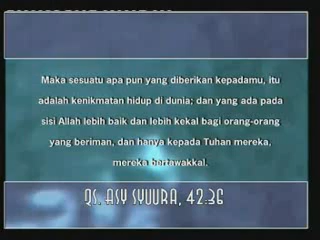 Maka sesuatu apa pun yang diberikan kepadamu, itu
adalah kenikmatan hidup di dunia; dan yang ada pada
sisi Allah lebih baik dan lebih kekal bagi orang-orang
yang beriman, dan hanya kepada Tuhan mereka,
mereka bertawakkal.
QS. ASY SYUURA, 42:36